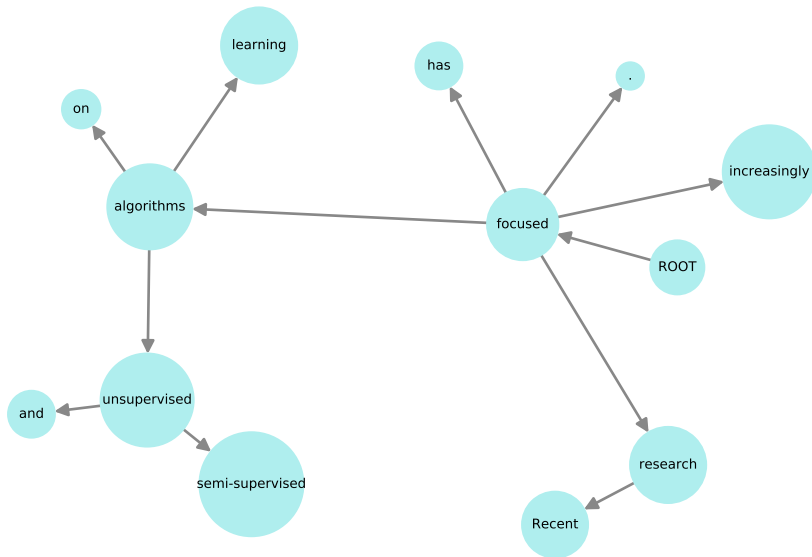 learning
has
.
on
increasingly
algorithms
focused
ROOT
unsupervised
and
research
semi-supervised
Recent